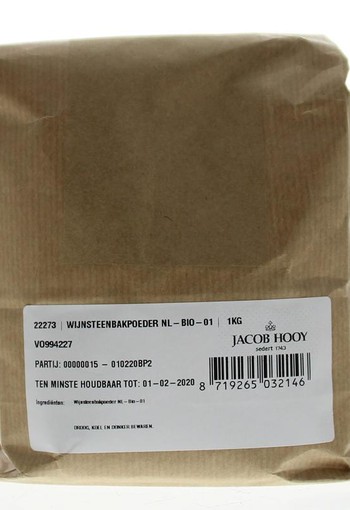 22273 | WIJNSTEENBAKPOEDER NL-BIO-01 | 1KG
VO994227
JACOB HOOY
sedert 1743
PARTIJ: 00000015 - 010220BP2
TEN MINSTE HOUDBAAR TOT: 01-02-2020
8 719265 032146
Ingrediënten: Wijnsteenbakpoeder NL-Bio-01
DROOG, KOEL EN DONKER BEWAREN.